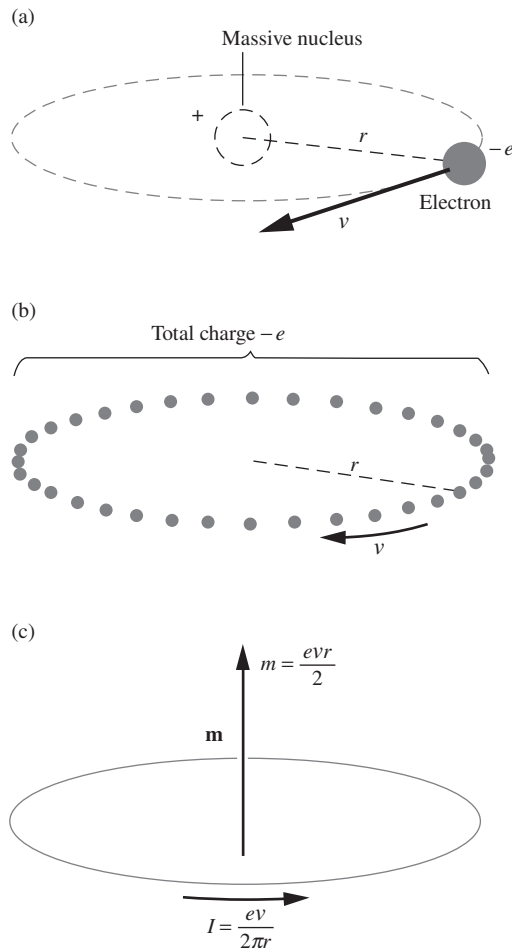 (a)
Massive nucleus
+
r
−e
Electron
v
(b)
Total charge −e
r
v
(c)
m = evr/2
m
I = ev/2πr